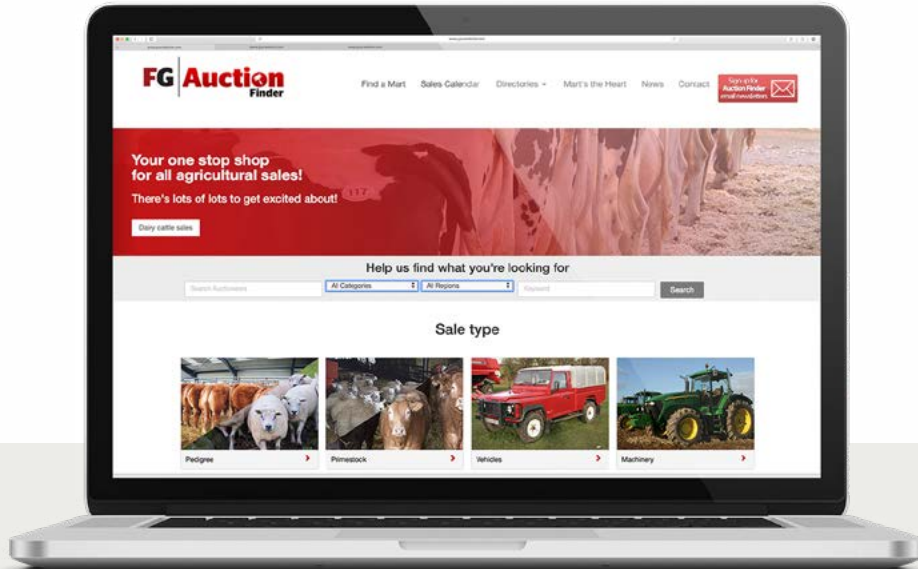 FG Auction
Finder
Find a Mart Sales Calendar Directories Mart's the Heart News Contact
Sign up for
Auction Finder
email newsletter
Your one stop shop
for all agricultural sales!
There's lots of lots to get excited about!
117
Dairy cattle sales
Help us find what you're looking for
Search Auctioneers All Categories All Regions Keyword Search
Sale type
Pedigree Primestock Vehicles Machinery